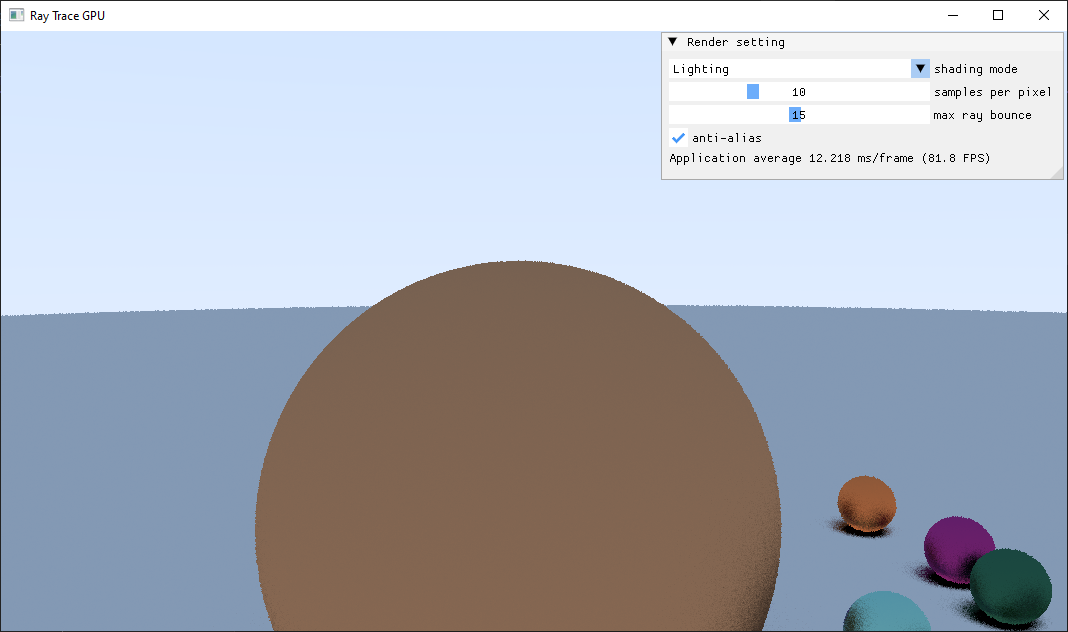 Ray Trace GPU
Render setting
Lighting shading mode
10 samples per pixel
15 max ray bounce
anti-alias
Application average 12.218 ms/frame (81.8 FPS)